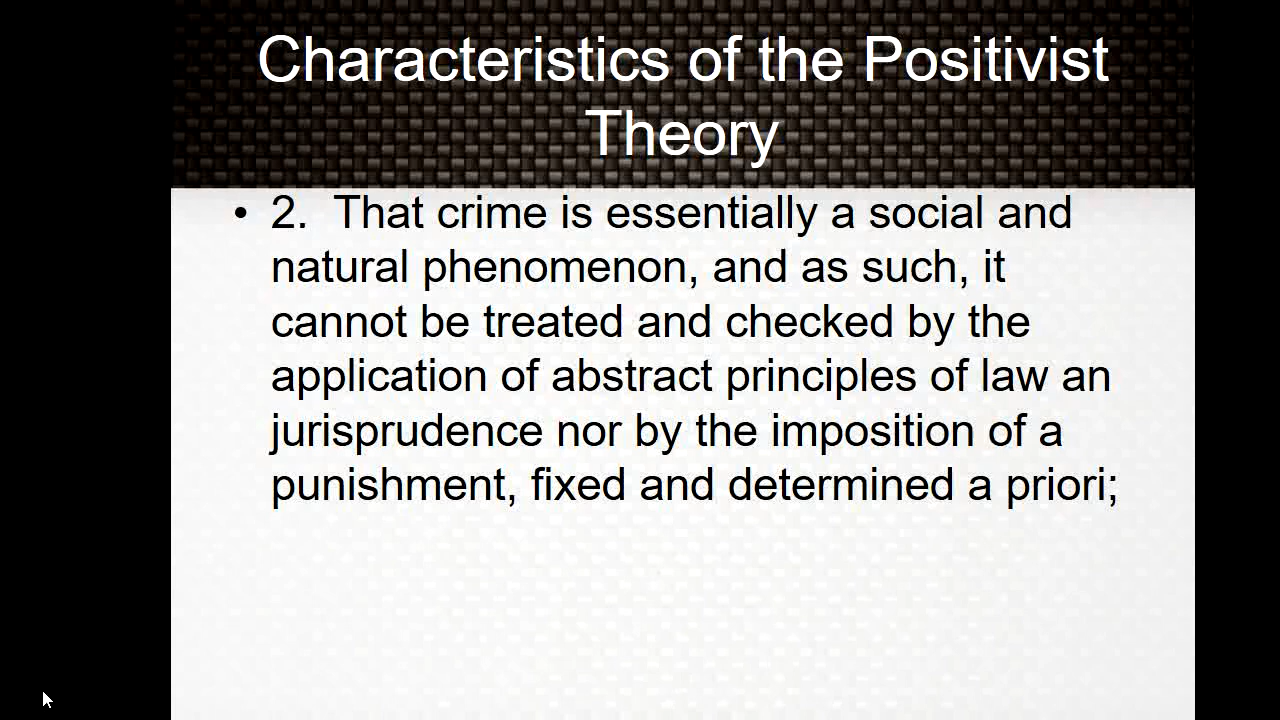 Characteristics of the Positivist
Theory
• 2.  That crime is essentially a social and
natural phenomenon, and as such, it
cannot be treated and checked by the
application of abstract principles of law an
jurisprudence nor by the imposition of a
punishment, fixed and determined a priori;